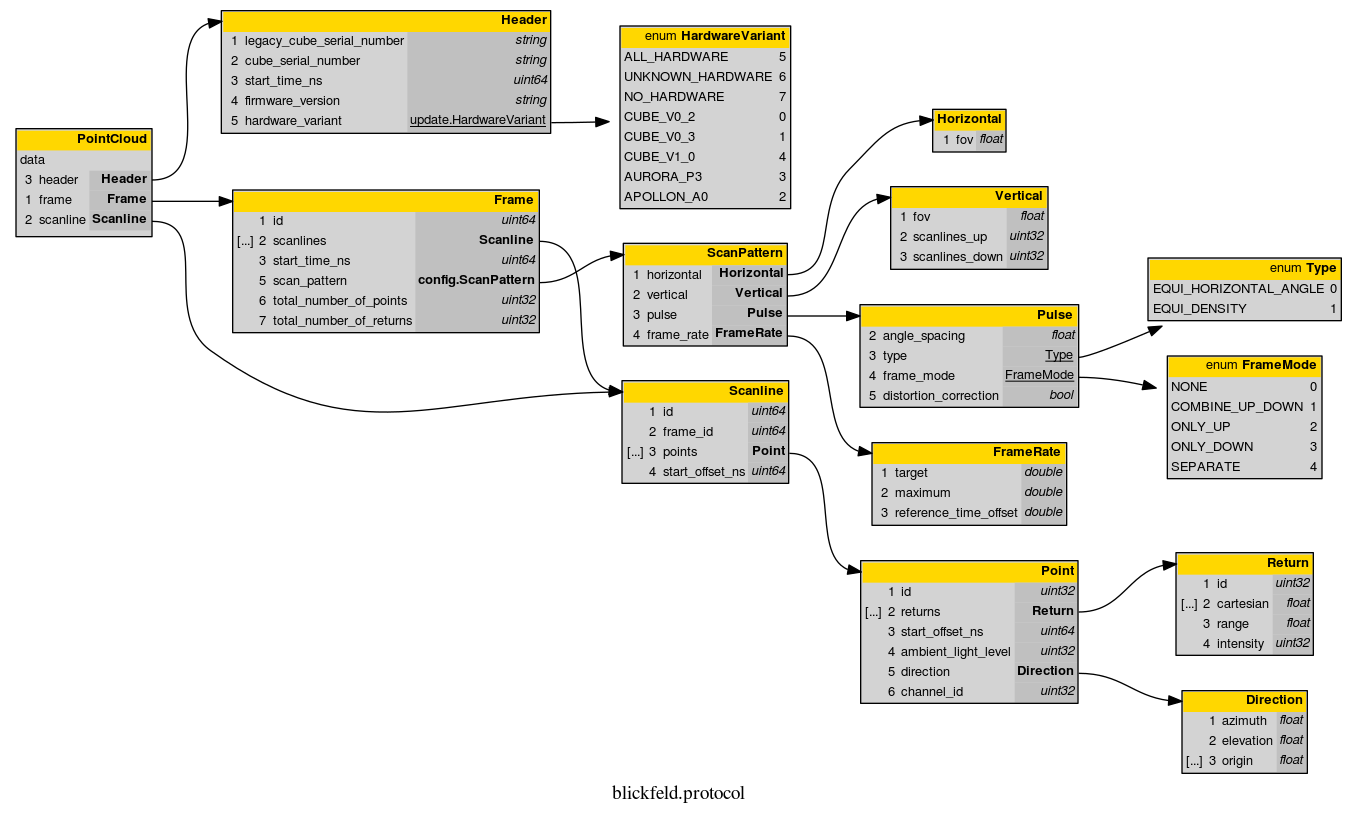 PointCloud
data
3 header Header
1 frame Frame
2 scanline Scanline
Header
1 legacy_cube_serial_number string
2 cube_serial_number string
3 start_time_ns uint64
4 firmware_version string
5 hardware_variant update.HardwareVariant
Frame
1 id uint64
[...] 2 scanlines Scanline
3 start_time_ns uint64
5 scan_pattern config.ScanPattern
6 total_number_of_points uint32
7 total_number_of_returns uint32
enum HardwareVariant
ALL_HARDWARE 5
UNKNOWN_HARDWARE 6
NO_HARDWARE 7
CUBE_V0_2 0
CUBE_V0_3 1
CUBE_V1_0 4
AURORA_P3 3
APOLLON_A0 2
ScanPattern
1 horizontal Horizontal
2 vertical Vertical
3 pulse Pulse
4 frame_rate FrameRate
Scanline
1 id uint64
2 frame_id uint64
[...] 3 points Point
4 start_offset_ns uint64
Horizontal
1 fov float
Vertical
1 fov float
2 scanlines_up uint32
3 scanlines_down uint32
Pulse
2 angle_spacing float
3 type Type
4 frame_mode FrameMode
5 distortion_correction bool
FrameRate
1 target double
2 maximum double
3 reference_time_offset double
Point
1 id uint32
[...] 2 returns Return
3 start_offset_ns uint64
4 ambient_light_level uint32
5 direction Direction
6 channel_id uint32
enum Type
EQUI_HORIZONTAL_ANGLE 0
EQUI_DENSITY 1
enum FrameMode
NONE 0
COMBINE_UP_DOWN 1
ONLY_UP 2
ONLY_DOWN 3
SEPARATE 4
Return
1 id uint32
[...] 2 cartesian float
3 range float
4 intensity uint32
Direction
1 azimuth float
2 elevation float
[...] 3 origin float
blickfeld.protocol